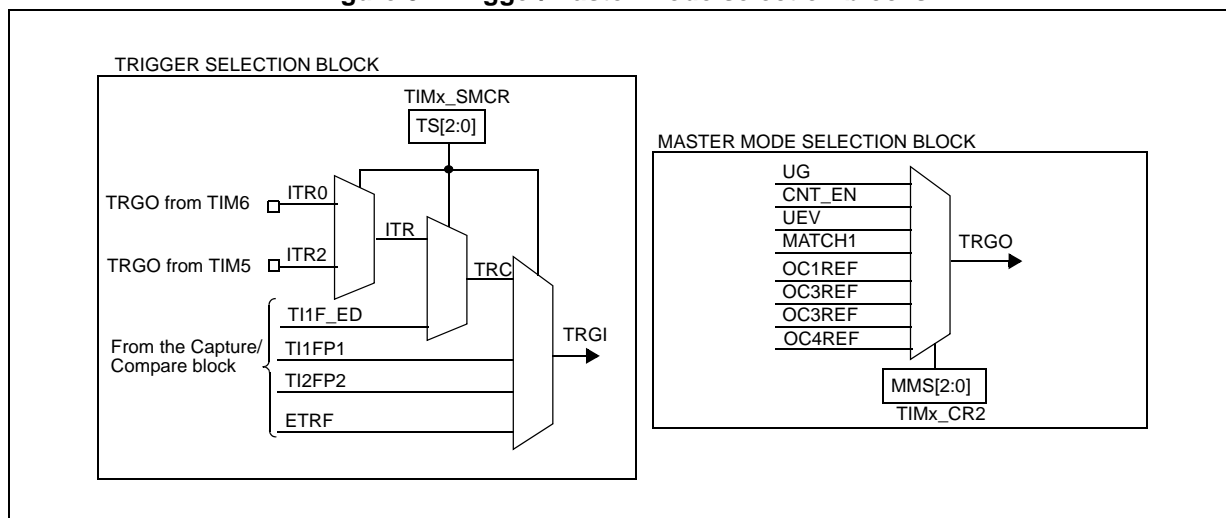 TRIGGER SELECTION BLOCK
TIMx_SMCR
TS[2:0]
TRGO from TIM6
ITR0
ITR
TRGO from TIM5
ITR2
TRC
TI1F_ED
TRGI
From the Capture/
Compare block
TI1FP1
TI2FP2
ETRF
MASTER MODE SELECTION BLOCK
UG
CNT_EN
UEV
MATCH1
TRGO
OC1REF
OC3REF
OC3REF
OC4REF
MMS[2:0]
TIMx_CR2